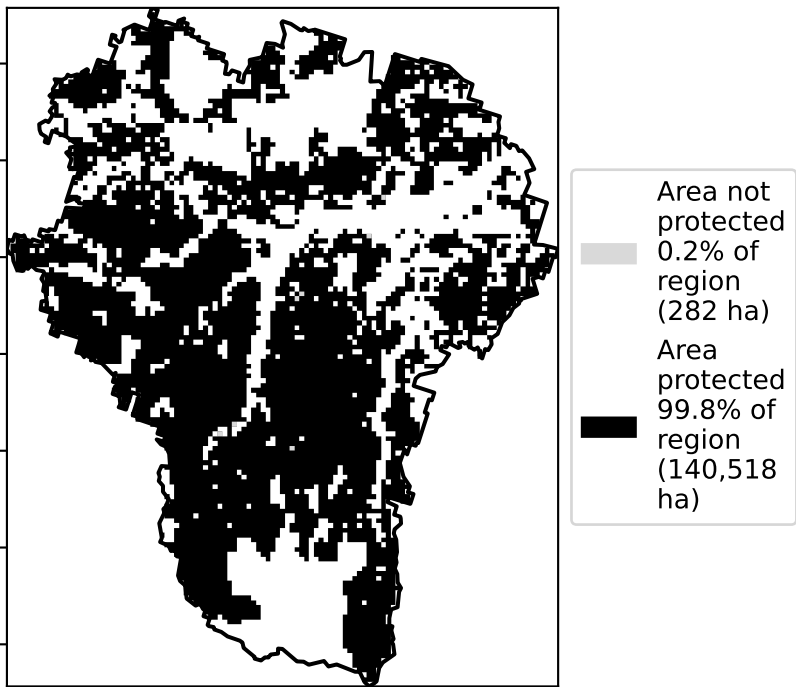 Area not
protected
0.2% of
region
(282 ha)
Area
protected
99.8% of
region
(140,518
ha)